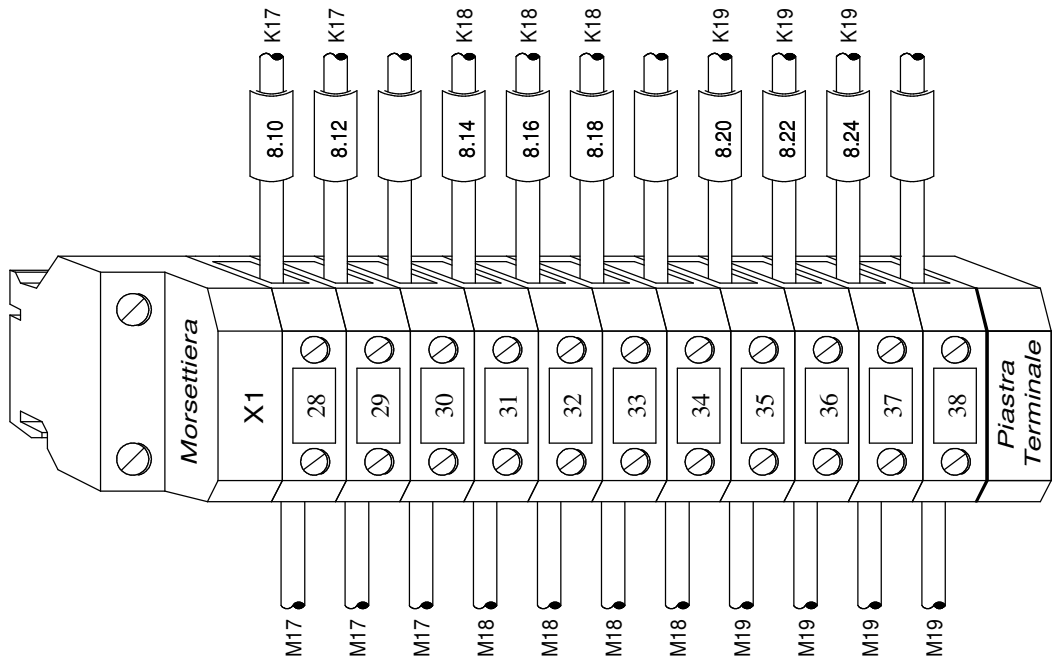 K17
K17
K18
K18
K18
K19
K19
K19
8.10
8.12
8.14
8.16
8.18
8.20
8.22
8.24
Morsettiera
X1
28
29
30
31
32
33
34
35
36
37
38
Piastra
Terminale
M17
M17
M17
M18
M18
M18
M18
M19
M19
M19
M19